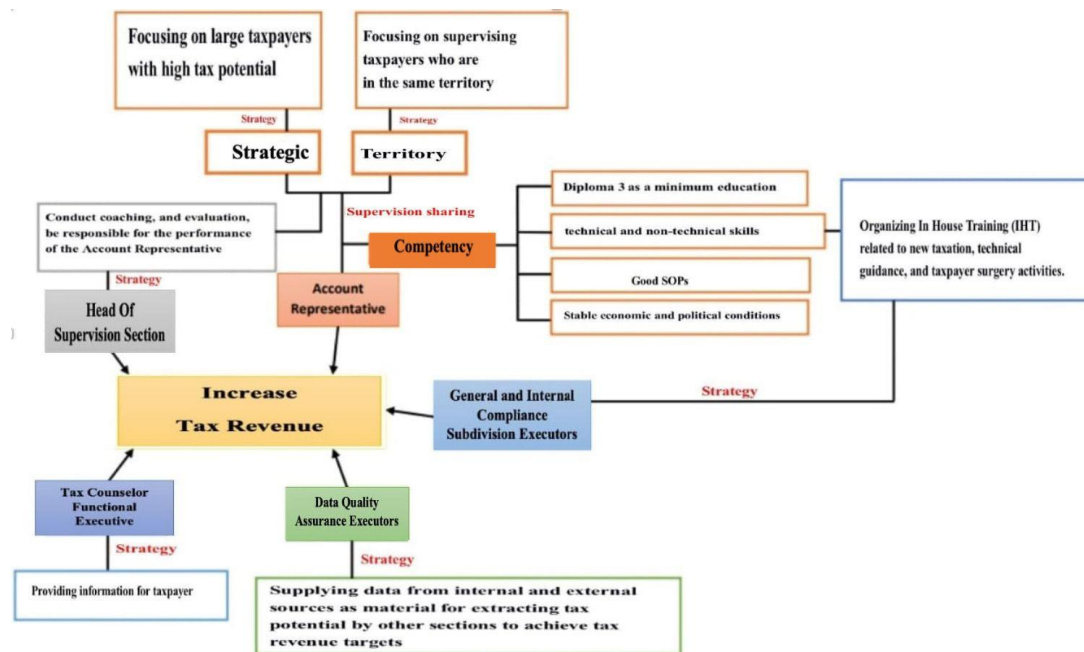 Focusing on large taxpayers
with high tax potential
Focusing on supervising
taxpayers who are
in the same territory
Strategy
Strategy
Strategic
Territory
Diploma 3 as a minimum education
Conduct coaching, and evaluation,
be responsible for the performance
of the Account Representative
Supervision sharing
technical and non-technical skills
Organizing In House Training (IHT)
related to new taxation, technical
guidance, and taxpayer surgery activities.
Competency
Good SOPs
Strategy
Account
Representative
Stable economic and political conditions
Head Of
Supervision Section
Increase
Tax Revenue
General and Internal
Compliance
Subdivision Executors
Strategy
Tax Counselor
Functional
Executive
Data Quality
Assurance Executors
Strategy
Strategy
Providing information for taxpayer
Supplying data from internal and external
sources as material for extracting tax
potential by other sections to achieve tax
revenue targets